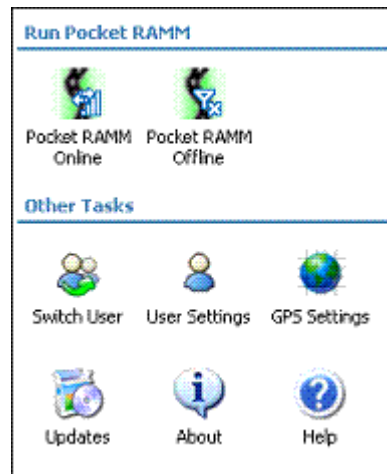 Run Pocket RAMM
Pocket RAMM Pocket RAMM
Online Offline
Other Tasks
Switch User User Settings GPS Settings
Updates About Help